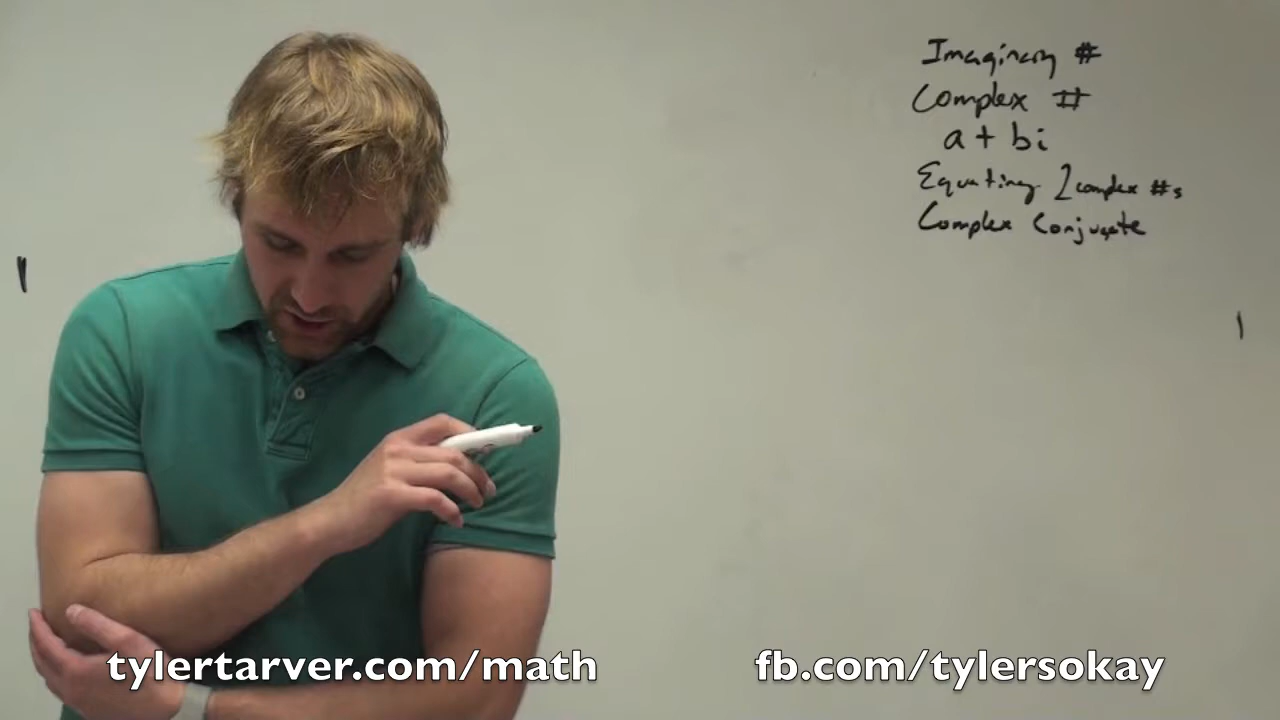 Imaginary #
Complex #
a + bi
Equating 2 complex #s
Complex Conjugate
tylertarver.com/math
fb.com/tylersokay